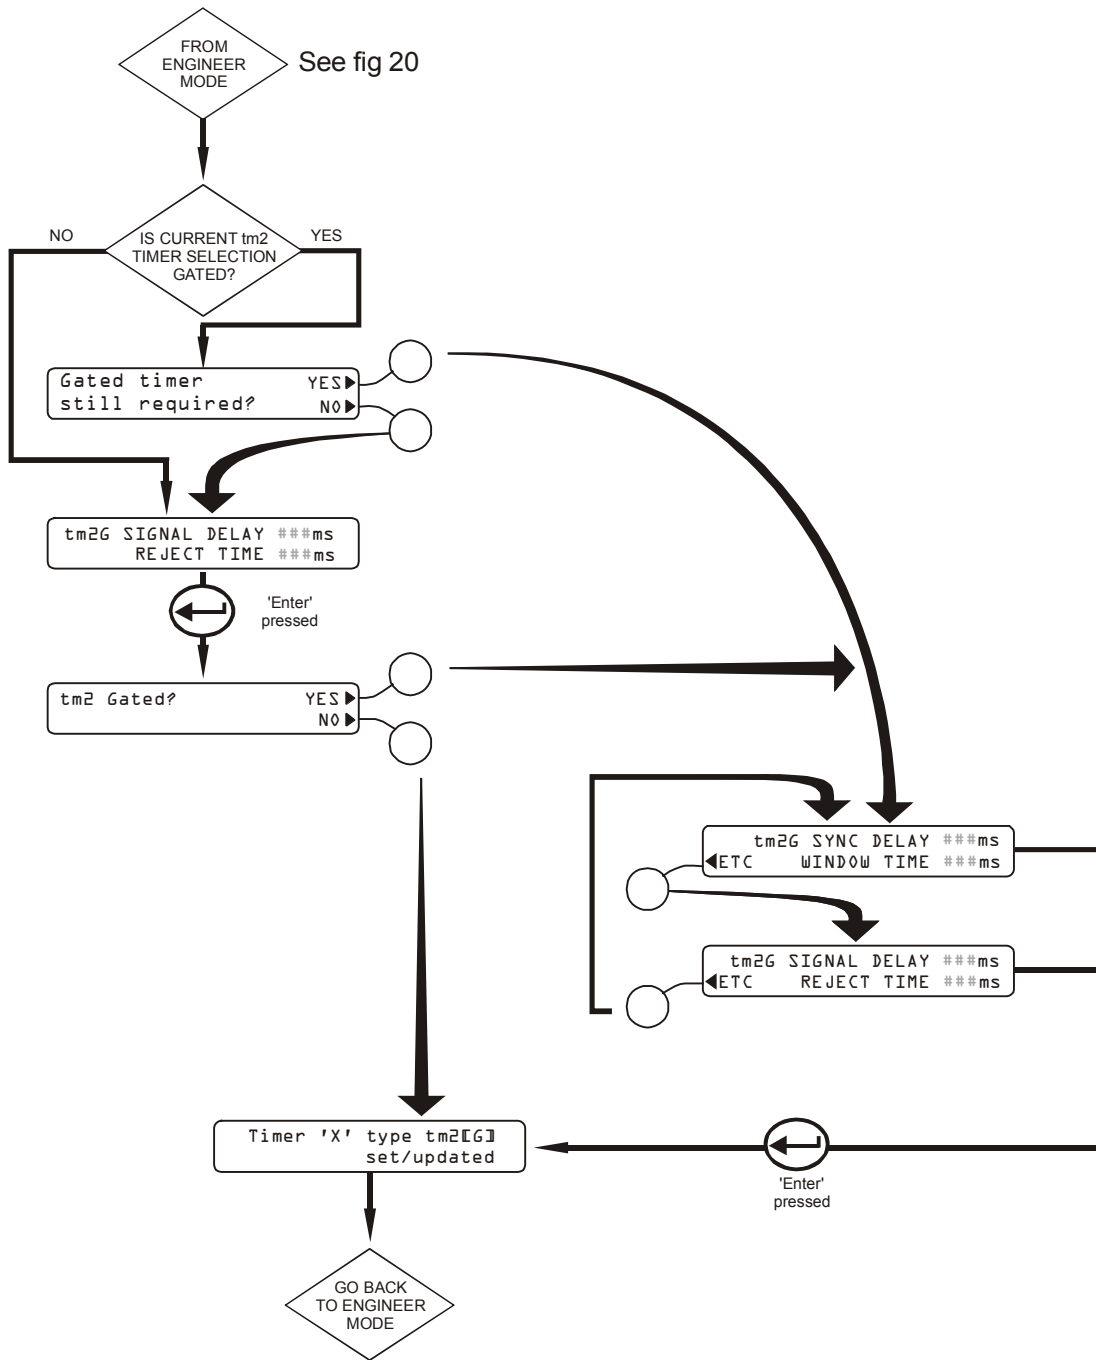 FROM
ENGINEER
MODE
See fig 20
NO
IS CURRENT tm2
TIMER SELECTION
GATED?
YES
Gated timer YES
still required? NO
tm2G SIGNAL DELAY ###ms
REJECT TIME ###ms
'Enter'
pressed
tm2 Gated? YES
NO
tm2G SYNC DELAY ###ms
ETC WINDOW TIME ###ms
tm2G SIGNAL DELAY ###ms
ETC REJECT TIME ###ms
Timer 'X' type tm2[G]
set/updated
'Enter'
pressed
GO BACK
TO ENGINEER
MODE